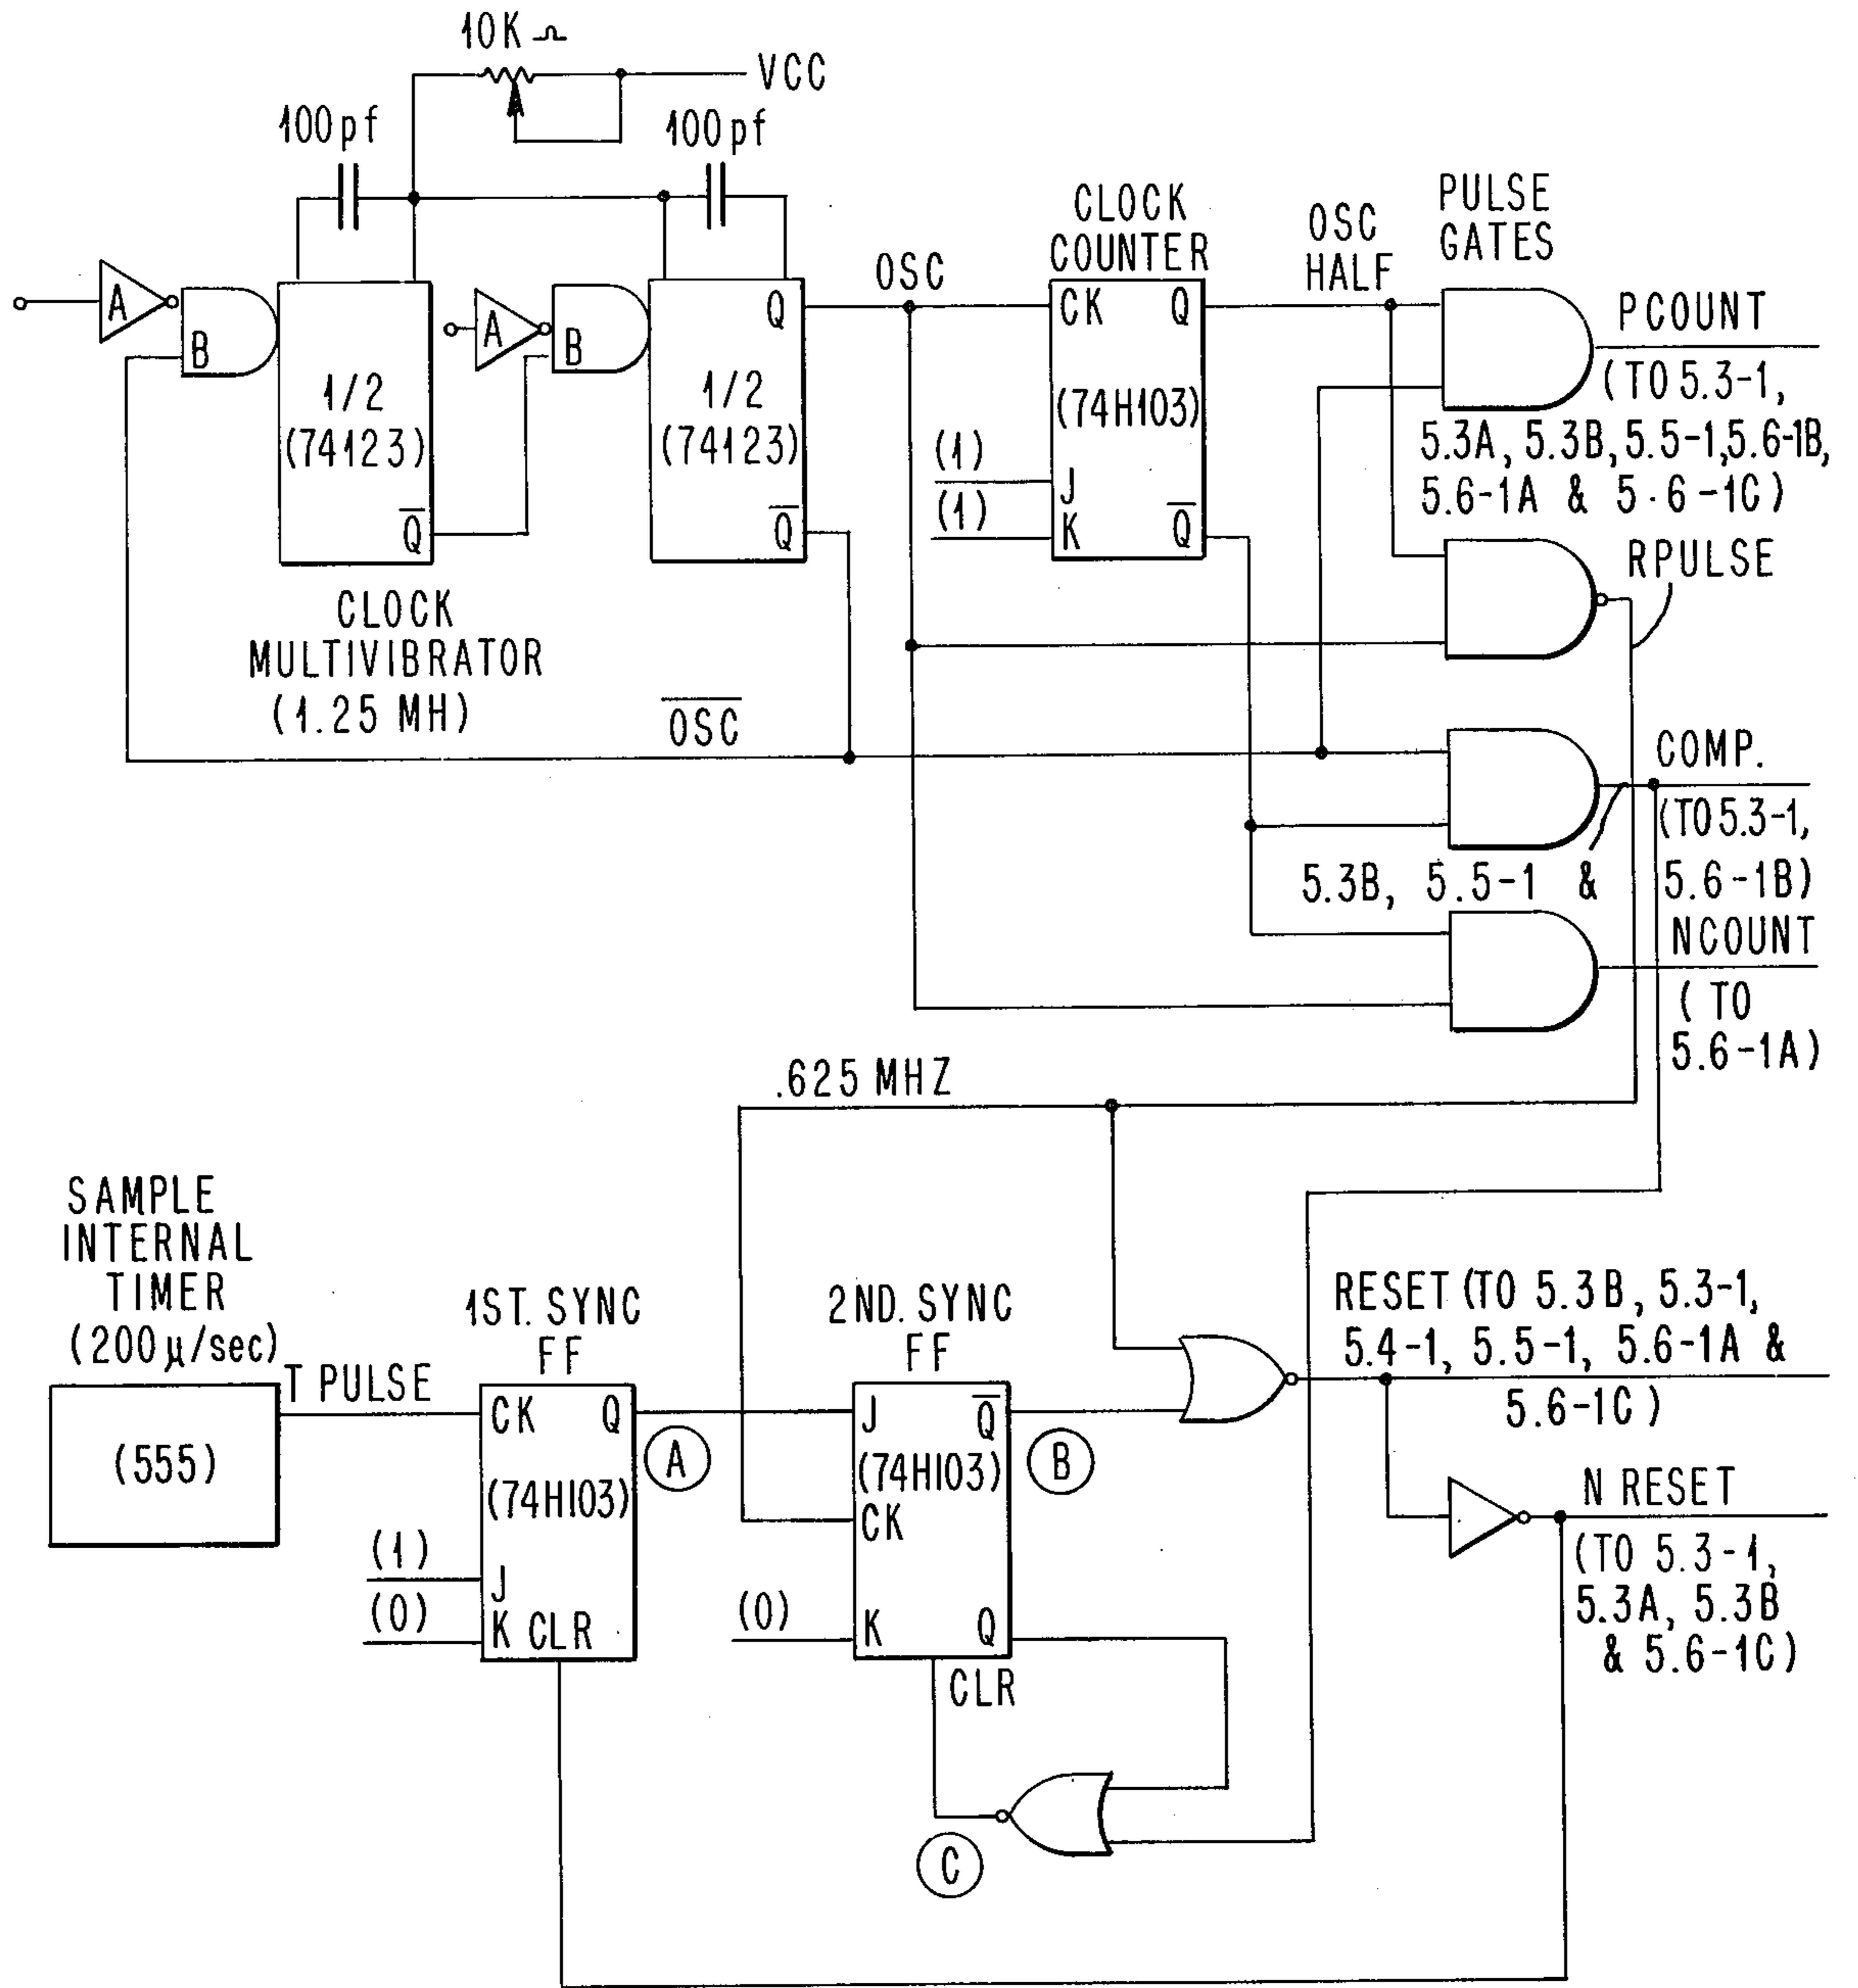 10K Ω
VCC
100pf
100pf
A
B
1/2
(74123)
Q̅
A
B
1/2
(74123)
Q
Q̅
CLOCK
MULTIVIBRATOR
(1.25 MH)
O̅S̅C̅
OSC
CLOCK
COUNTER
CK
Q
(74H103)
(1)
J
(1)
K
Q̅
OSC
HALF
PULSE
GATES
PCOUNT
(TO 5.3-1,
5.3A, 5.3B, 5.5-1, 5.6-1B,
5.6-1A & 5.6-1C)
RPULSE
COMP.
(TO 5.3-1,
5.3B, 5.5-1 &
5.6-1B)
NCOUNT
(TO
5.6-1A)
.625 MHZ
SAMPLE
INTERNAL
TIMER
(200μ/sec)
(555)
T PULSE
1ST. SYNC
FF
CK
Q
(74H103)
(1)
J
(0)
K
CLR
A
2ND. SYNC
FF
J
Q̅
(74H103)
CK
(0)
K
Q
CLR
B
C
RESET (TO 5.3B, 5.3-1,
5.4-1, 5.5-1, 5.6-1A &
5.6-1C)
N RESET
(TO 5.3-1,
5.3A, 5.3B
& 5.6-1C)